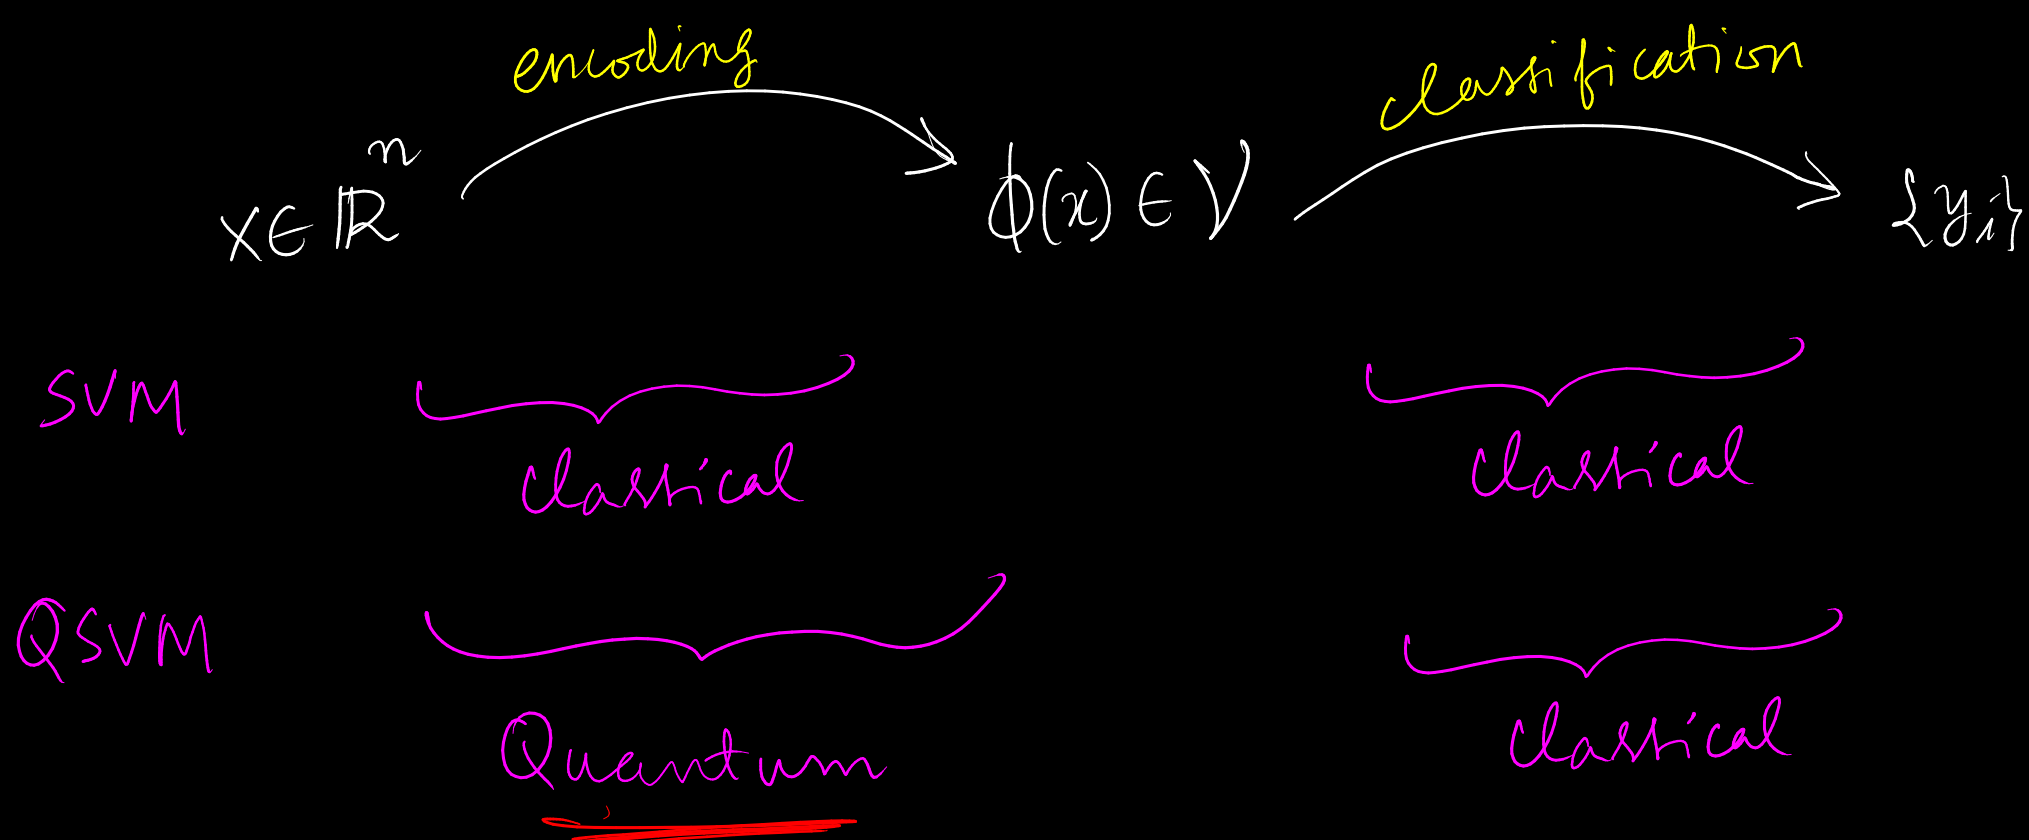 encoding classification
x∈ℝⁿ ϕ(x) ∈ V {yᵢ}
SVM
Classical Classical
QSVM
Quantum Classical